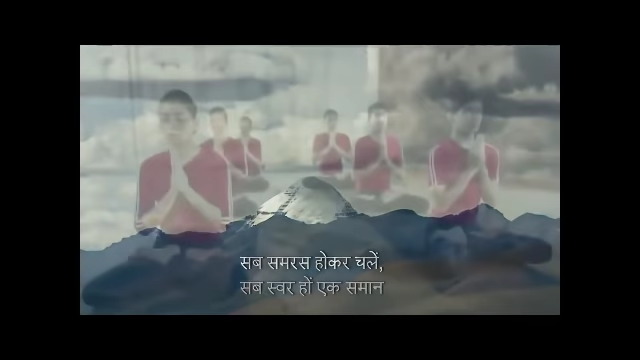 सब समरस होकर चलें,
सब स्वर हों एक समान